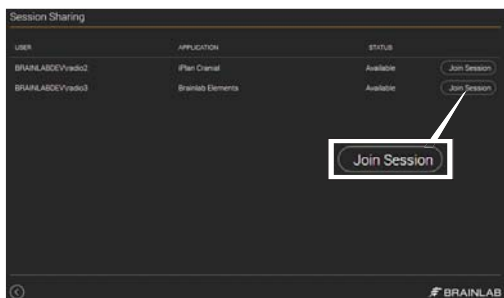 Session Sharing
USER APPLICATION STATUS
BRAINLABDEV\radio2 iPlan Cranial Available Join Session
BRAINLABDEV\radio3 Brainlab Elements Available Join Session
Join Session
BRAINLAB